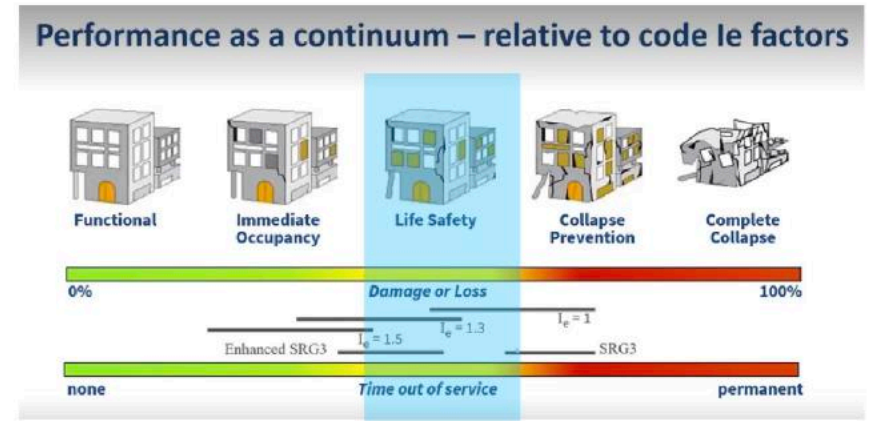 Performance as a continuum – relative to code Ie factors
Functional
Immediate
Occupancy
Life Safety
Collapse
Prevention
Complete
Collapse
0%
Damage or Loss
100%
Ie = 1
Ie = 1.3
Ie = 1.5
Enhanced SRG3
SRG3
none
Time out of service
permanent